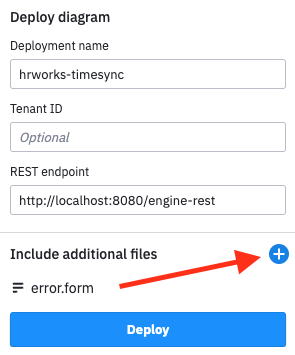 Deploy diagram
Deployment name
hrworks-timesync
Tenant ID
Optional
REST endpoint
http://localhost:8080/engine-rest
Include additional files
error.form
Deploy